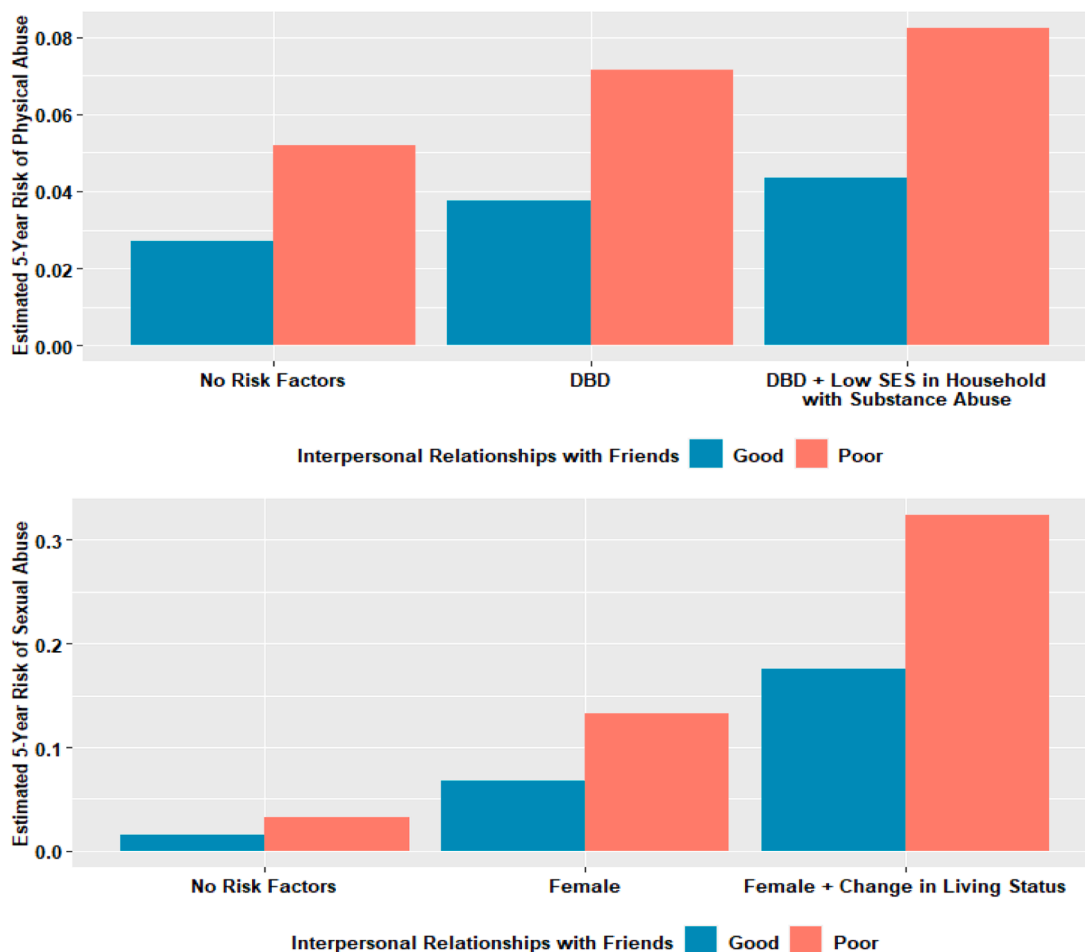 Estimated 5-Year Risk of Physical Abuse
0.08
0.06
0.04
0.02
0.00
No Risk Factors
DBD
DBD + Low SES in Household
with Substance Abuse
Interpersonal Relationships with Friends Good Poor
Estimated 5-Year Risk of Sexual Abuse
0.3
0.2
0.1
0.0
No Risk Factors
Female
Female + Change in Living Status
Interpersonal Relationships with Friends Good Poor